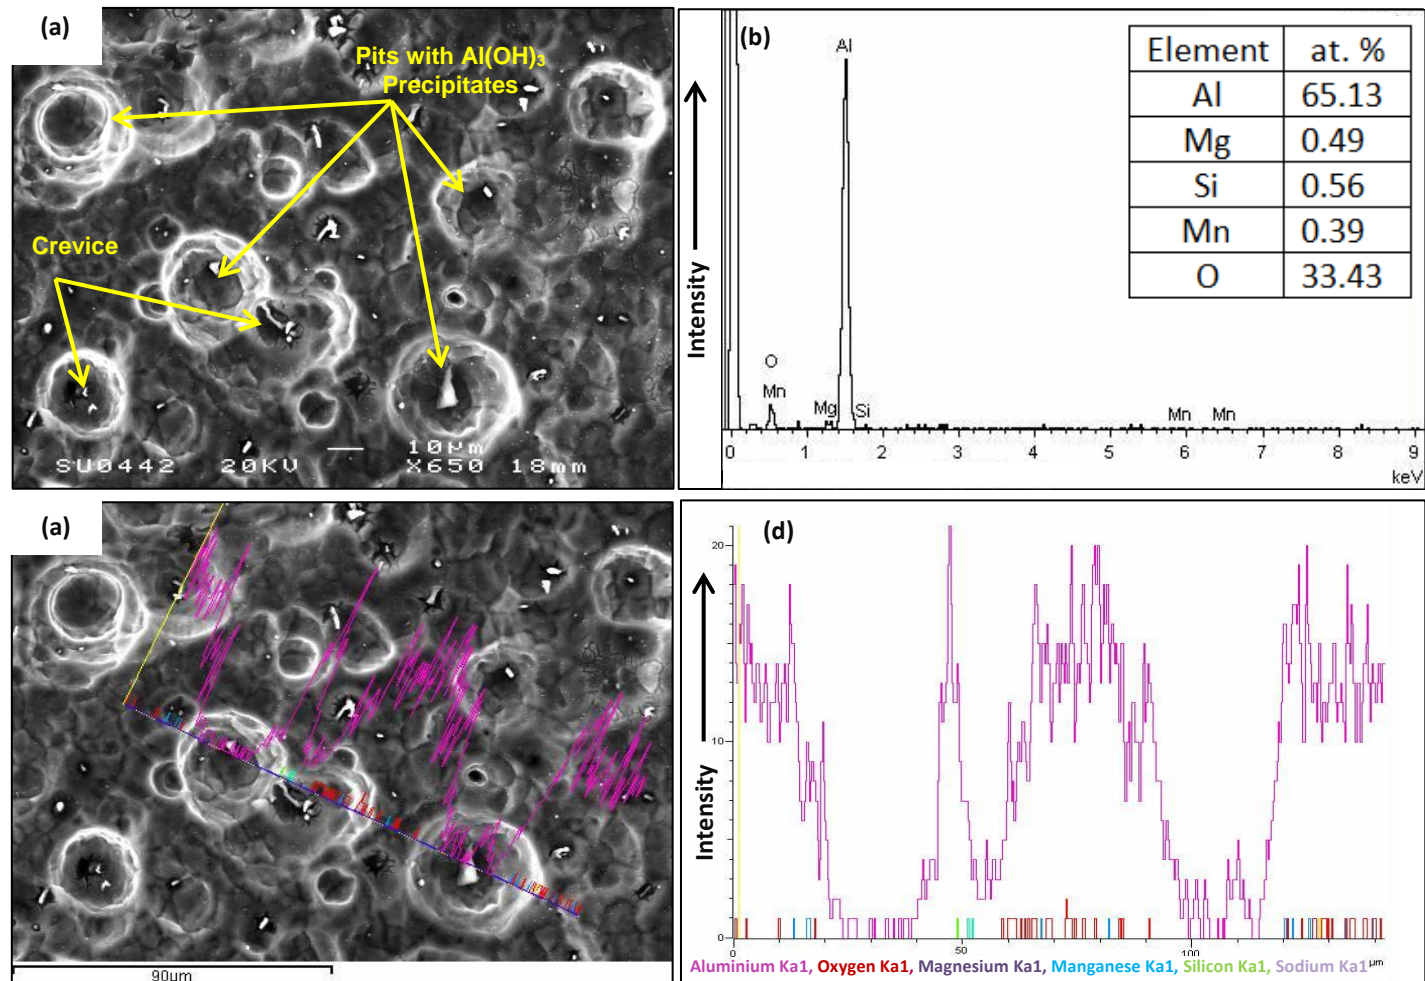 (a)
Pits with Al(OH)3
Precipitates
Crevice
10µm
SU0442 20KV X650 18mm
(b)
Al
O
Mn
Mg
Si
Mn
Mn
Intensity
0 1 2 3 4 5 6 7 8 9
keV
Element at. %
Al 65.13
Mg 0.49
Si 0.56
Mn 0.39
O 33.43
(a)
90µm
(d)
20
10
0
Intensity
0 50 100 µm
Aluminium Ka1, Oxygen Ka1, Magnesium Ka1, Manganese Ka1, Silicon Ka1, Sodium Ka1